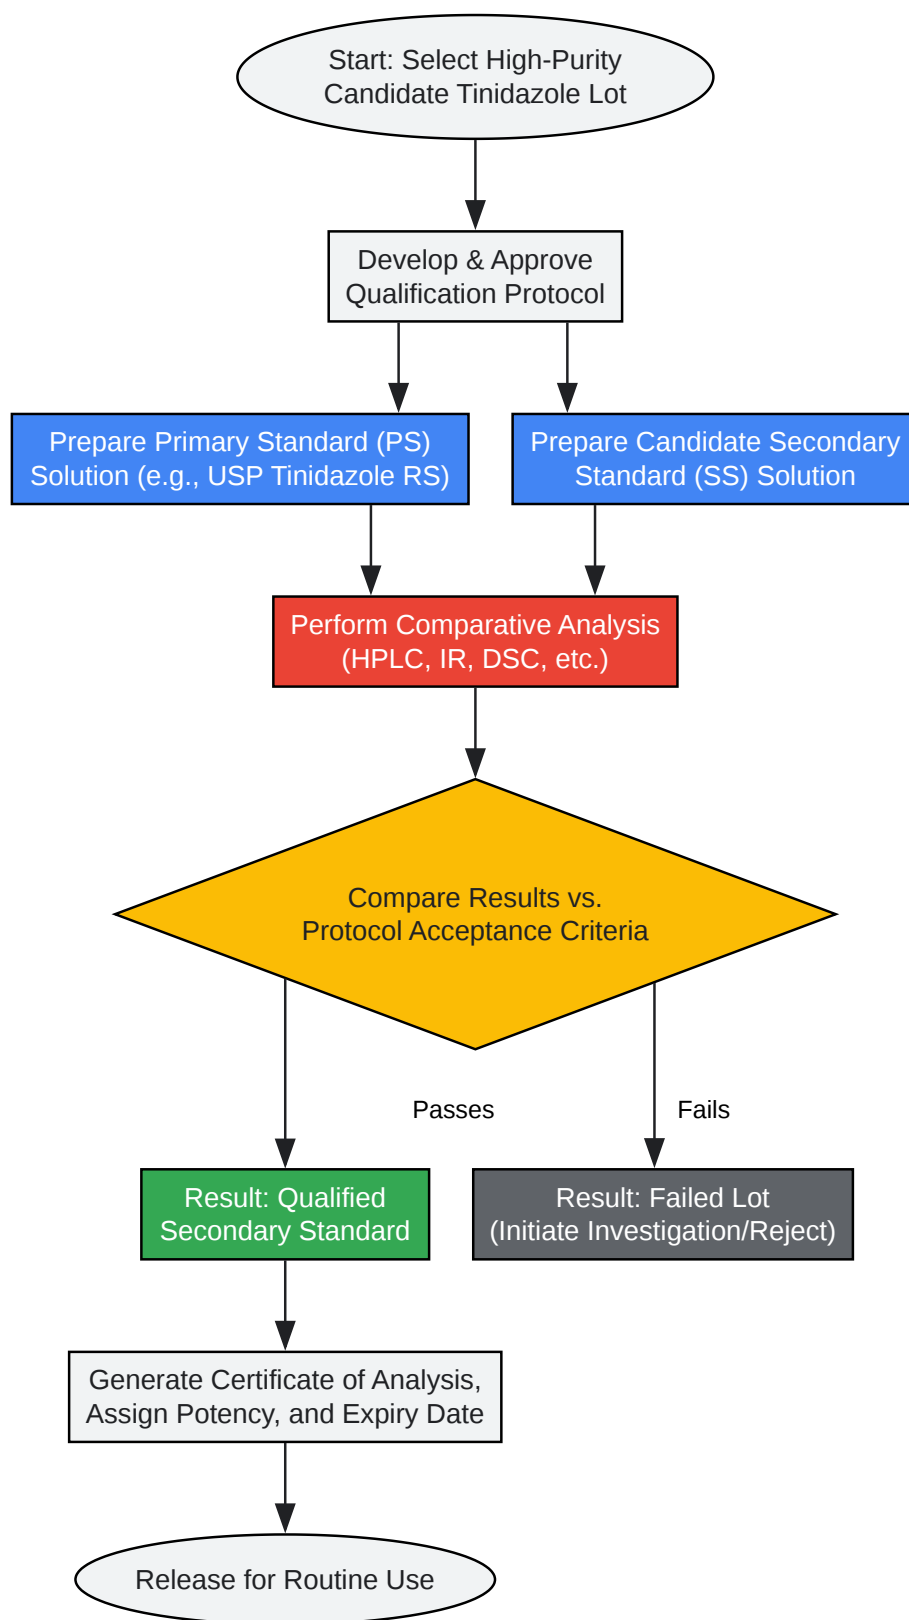 Start: Select High-Purity
Candidate Tinidazole Lot
Develop & Approve
Qualification Protocol
Prepare Primary Standard (PS)
Solution (e.g., USP Tinidazole RS)
Prepare Candidate Secondary
Standard (SS) Solution
Perform Comparative Analysis
(HPLC, IR, DSC, etc.)
Compare Results vs.
Protocol Acceptance Criteria
Passes
Fails
Result: Qualified
Secondary Standard
Result: Failed Lot
(Initiate Investigation/Reject)
Generate Certificate of Analysis,
Assign Potency, and Expiry Date
Release for Routine Use